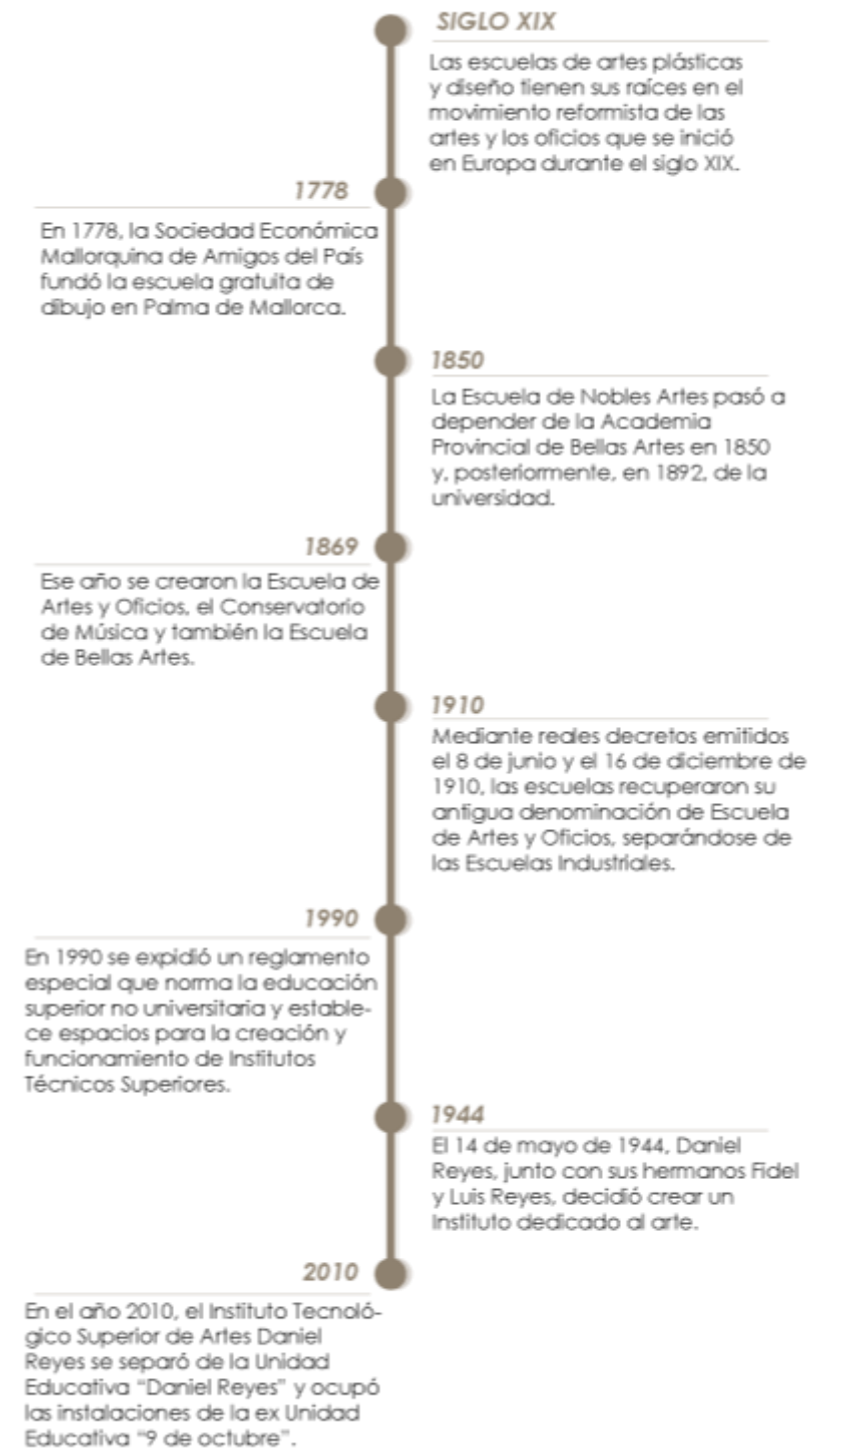 SIGLO XIX
Las escuelas de artes plásticas
y diseño tienen sus raíces en el
movimiento reformista de las
artes y los oficios que se inició
en Europa durante el siglo XIX.
1778
En 1778, la Sociedad Económica
Mallorquina de Amigos del País
fundó la escuela gratuita de
dibujo en Palma de Mallorca.
1850
La Escuela de Nobles Artes pasó a
depender de la Academia
Provincial de Bellas Artes en 1850
y, posteriormente, en 1892, de la
universidad.
1869
Ese año se crearon la Escuela de
Artes y Oficios, el Conservatorio
de Música y también la Escuela
de Bellas Artes.
1910
Mediante reales decretos emitidos
el 8 de junio y el 16 de diciembre de
1910, las escuelas recuperaron su
antigua denominación de Escuela
de Artes y Oficios, separándose de
las Escuelas Industriales.
1990
En 1990 se expidió un reglamento
especial que norma la educación
superior no universitaria y estable-
ce espacios para la creación y
funcionamiento de Institutos
Técnicos Superiores.
1944
El 14 de mayo de 1944, Daniel
Reyes, junto con sus hermanos Fidel
y Luis Reyes, decidió crear un
Instituto dedicado al arte.
2010
En el año 2010, el Instituto Tecnoló-
gico Superior de Artes Daniel
Reyes se separó de la Unidad
Educativa “Daniel Reyes” y ocupó
las instalaciones de la ex Unidad
Educativa “9 de octubre”.